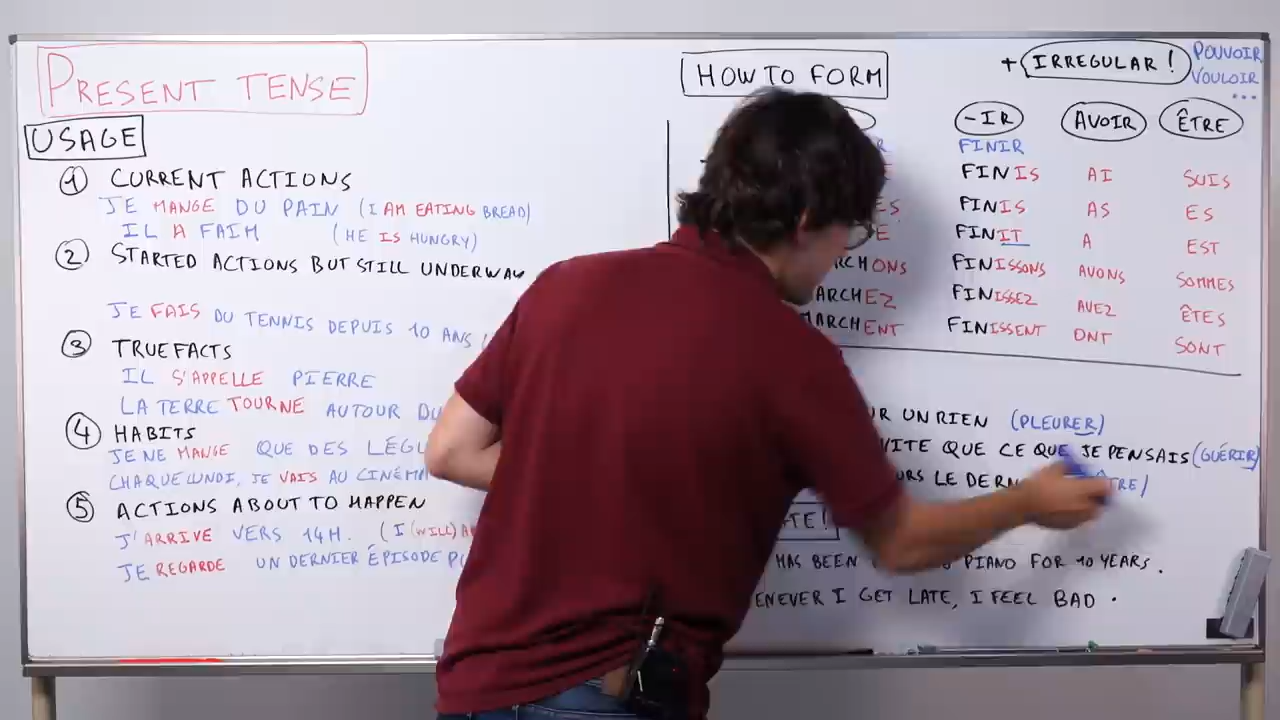 PRESENT TENSE
USAGE
1 CURRENT ACTIONS
JE MANGE DU PAIN (I AM EATING BREAD)
IL A FAIM (HE IS HUNGRY)
2 STARTED ACTIONS BUT STILL UNDERWAY
JE FAIS DU TENNIS DEPUIS 10 ANS
3 TRUE FACTS
IL S'APPELLE PIERRE
LA TERRE TOURNE AUTOUR DU
4 HABITS
JE NE MANGE QUE DES LÉGU
CHAQUE LUNDI, JE VAIS AU CINÉMA
5 ACTIONS ABOUT TO HAPPEN
J'ARRIVE VERS 14H. (I (WILL) A
JE REGARDE UN DERNIER ÉPISODE P
HOW TO FORM
+ IRREGULAR !
POUVOIR
VOULOIR
...
-IR AVOIR ÊTRE
R FINIR
FINIS AI SUIS
ES FINIS AS ES
E FINIT A EST
RCHONS FINISSONS AVONS SOMMES
ARCHEZ FINISSEZ AVEZ ÊTES
MARCHENT FINISSENT ONT SONT
UR UN RIEN (PLEURER)
VITE QUE CE QUE JE PENSAIS (GUÉRIR)
URS LE DERN TRE)
TE!
HAS BEEN PIANO FOR 10 YEARS.
ENEVER I GET LATE, I FEEL BAD.